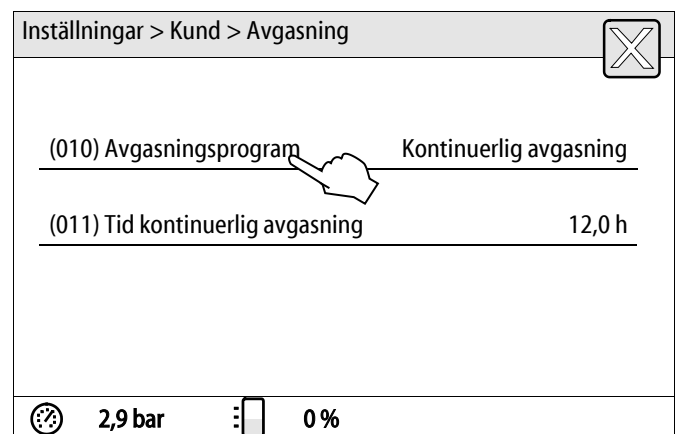 Inställningar > Kund > Avgasning
(010) Avgasningsprogram Kontinuerlig avgasning
(011) Tid kontinuerlig avgasning 12,0 h
2,9 bar 0 %